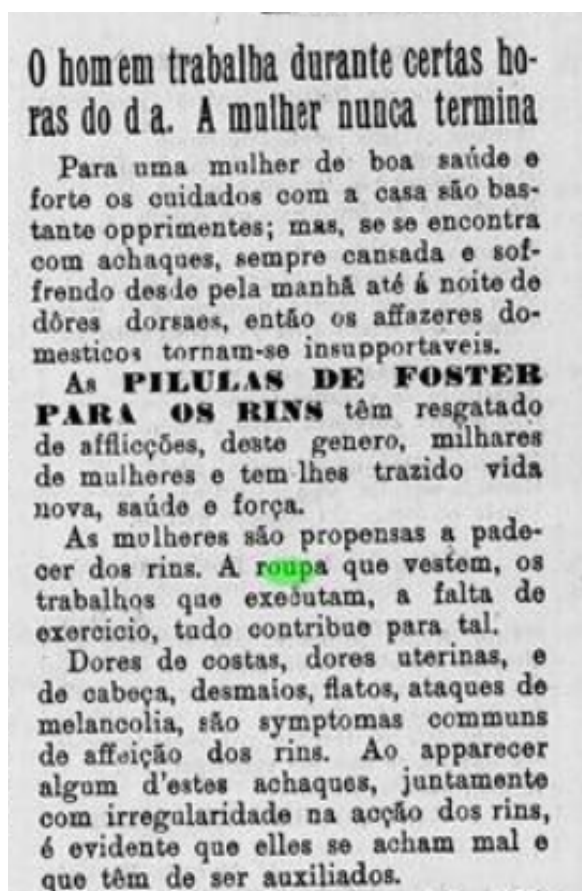 O homem trabalha durante certas ho-
ras do d a. A mulher nunca termina
Para uma mulher de boa saúde e
forte os cuidados com a casa são bas-
tante opprimentes; mas, se se encontra
com achaques, sempre cansada e sof-
frendo desde pela manhã até á noite de
dôres dorsaes, então os affazeres do-
mesticos tornam-se insupportaveis.
As PILULAS DE FOSTER
PARA OS RINS têm resgatado
de afflicções, deste genero, milhares
de mulheres e tem lhes trazido vida
nova, saúde e força.
As mulheres são propensas a pade-
cer dos rins. A roupa que vestem, os
trabalhos que executam, a falta de
exercicio, tudo contribue para tal.
Dores de costas, dores uterinas, e
de cabeça, desmaios, flatos, ataques de
melancolia, são symptomas communs
de affeição dos rins. Ao apparecer
algum d'estes achaques, juntamente
com irregularidade na acção dos rins,
é evidente que elles se acham mal e
que têm de ser auxiliados.